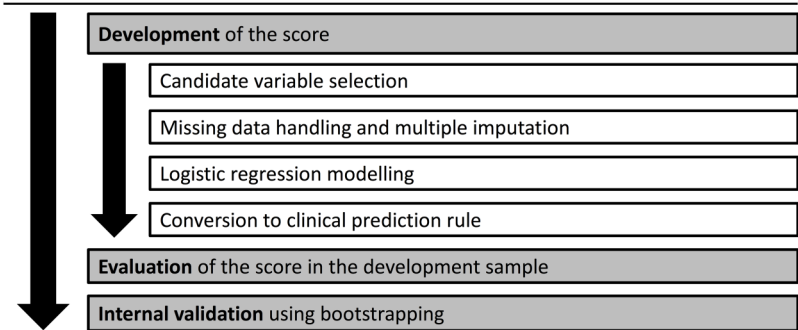 Development of the score
Candidate variable selection
Missing data handling and multiple imputation
Logistic regression modelling
Conversion to clinical prediction rule
Evaluation of the score in the development sample
Internal validation using bootstrapping